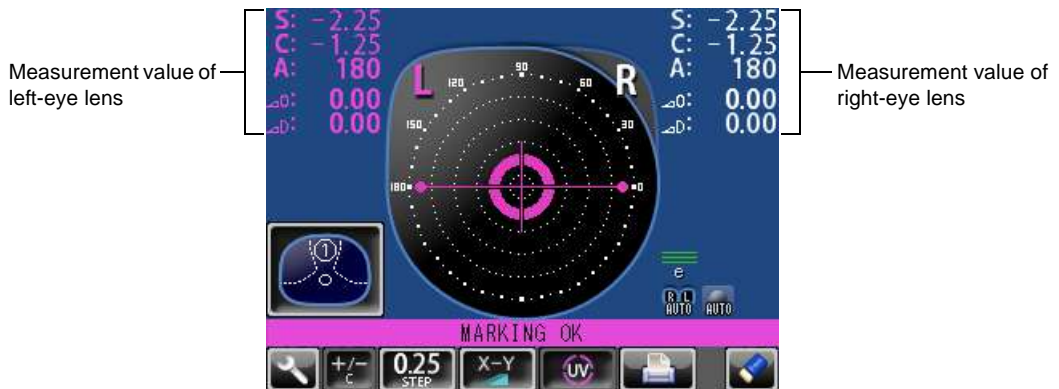 Measurement value of
left-eye lens
S: -2.25
C: -1.25
A: 180
⊿O: 0.00
⊿D: 0.00
L
R
S: -2.25
C: -1.25
A: 180
⊿O: 0.00
⊿D: 0.00
Measurement value of
right-eye lens
90
120
60
150
30
180
0
1
e
R L
AUTO
AUTO
MARKING OK
+/-
C
0.25
STEP
X-Y
UV